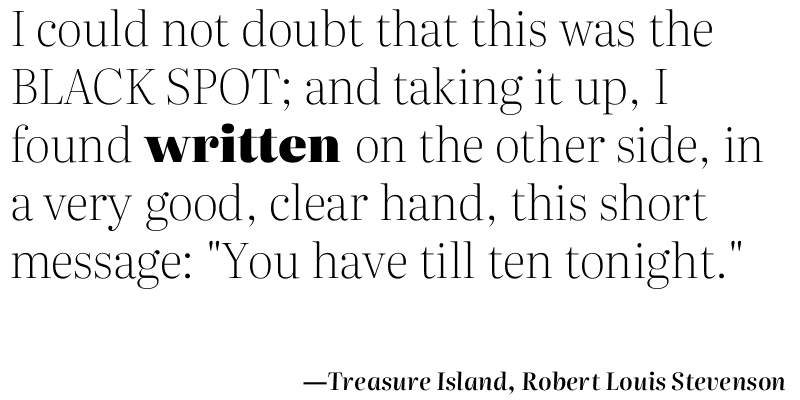 I could not doubt that this was the
BLACK SPOT; and taking it up, I
found written on the other side, in
a very good, clear hand, this short
message: "You have till ten tonight."
—Treasure Island, Robert Louis Stevenson